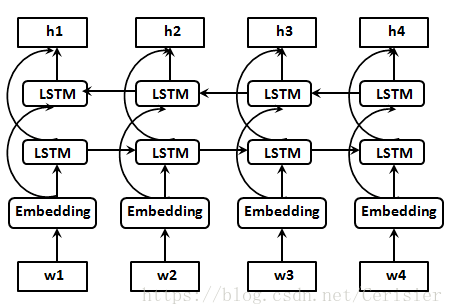 h1 h2 h3 h4
LSTM LSTM LSTM LSTM
LSTM LSTM LSTM LSTM
Embedding Embedding Embedding Embedding
w1 w2 w3 w4
https://blog.csdn.net/Cerisier